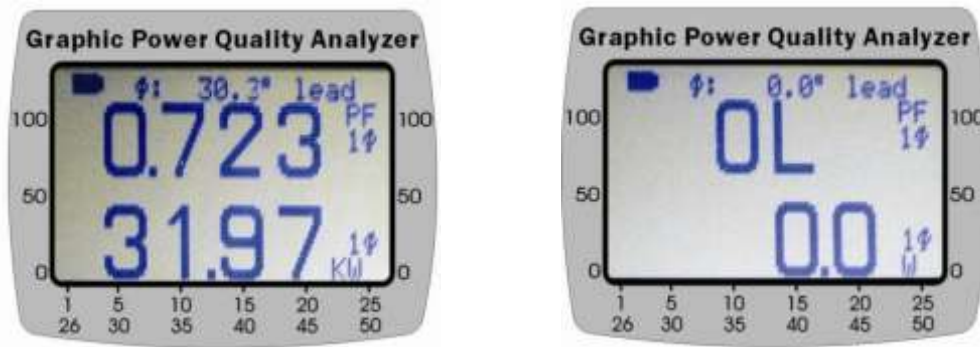 Graphic Power Quality Analyzer
φ: 30.3° lead
100 0.723 PF 100
1φ
50 50
31.97 1φ
0 KW 0
1 5 10 15 20 25
26 30 35 40 45 50
Graphic Power Quality Analyzer
φ: 0.0° lead
100 OL PF 100
1φ
50 50
0.0 1φ
0 W 0
1 5 10 15 20 25
26 30 35 40 45 50